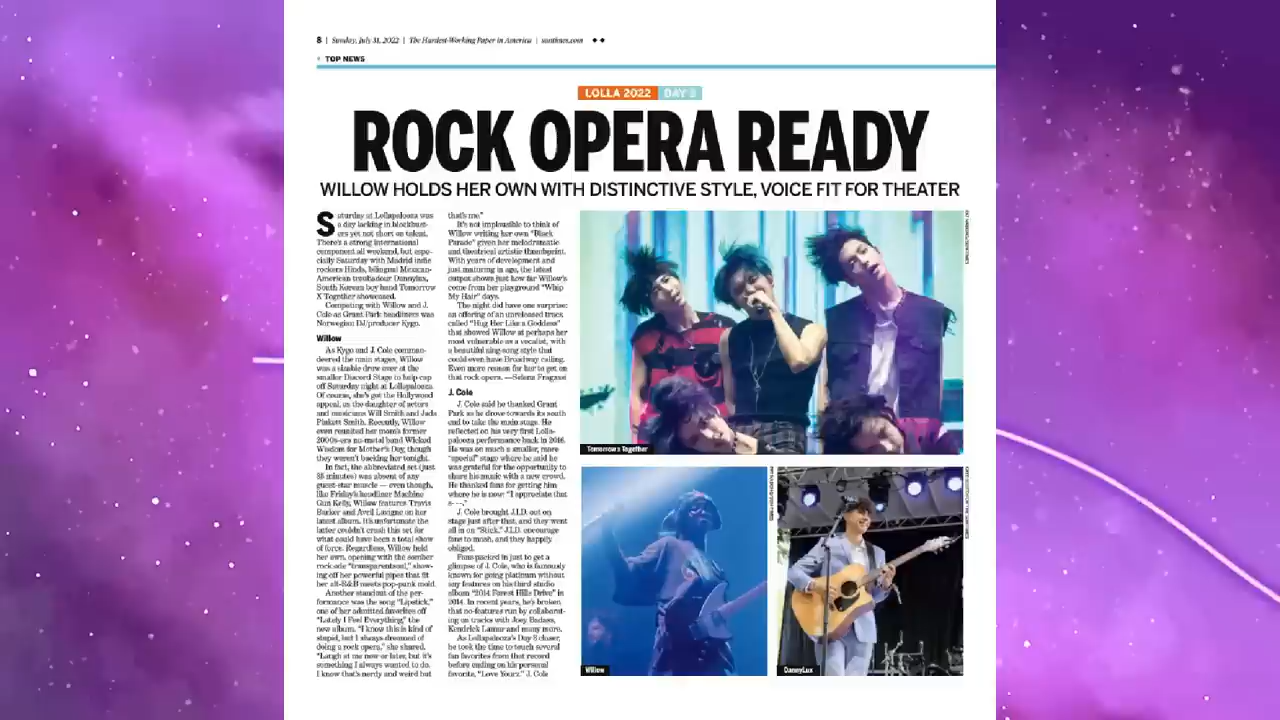 8 | Sunday, July 31, 2022 | The Hardest-Working Paper in America | suntimes.com
TOP NEWS
LOLLA 2022 DAY 3
ROCK OPERA READY
WILLOW HOLDS HER OWN WITH DISTINCTIVE STYLE, VOICE FIT FOR THEATER
Saturday at Lollapalooza was
a day lacking in blockbust-
ers yet not short on talent.
There's a strong international
component all weekend, but espe-
cially Saturday with Madrid indie
rockers Hinds, bilingual Mexican-
American troubadour DannyLux,
South Korean boy band Tomorrow
X Together showcased.
Competing with Willow and J.
Cole as Grant Park headliners was
Norwegian DJ/producer Kygo.
Willow
As Kygo and J. Cole comman-
deered the main stages, Willow
was a sizable draw over at the
smaller Discord Stage to help cap
off Saturday night at Lollapalooza.
Of course, she's got the Hollywood
appeal, as the daughter of actors
and musicians Will Smith and Jada
Pinkett Smith. Recently, Willow
even reunited her mom's former
2000s-era nu-metal band Wicked
Wisdom for Mother's Day, though
they weren't backing her tonight.
In fact, the abbreviated set (just
35 minutes) was absent of any
guest-star muscle — even though,
like Friday's headliner Machine
Gun Kelly, Willow features Travis
Barker and Avril Lavigne on her
latest album. It's unfortunate the
latter couldn't crash this set for
what could have been a total show
of force. Regardless, Willow held
her own, opening with the somber
rock ode "transparentsoul," show-
ing off her powerful pipes that fit
her alt-R&B meets pop-punk mold.
Another standout of the per-
formance was the song "Lipstick,"
one of her admitted favorites off
"Lately I Feel Everything," the
new album. "I know this is kind of
stupid, but I always dreamed of
doing a rock opera," she shared.
"Laugh at me now or later, but it's
something I always wanted to do.
I know that's nerdy and weird but
that's me."
It's not implausible to think of
Willow writing her own "Black
Parade" given her melodramatic
and theatrical artistic thumbprint.
With years of development and
just maturing in age, the latest
output shows just how far Willow's
come from her playground "Whip
My Hair" days.
The night did have one surprise:
an offering of an unreleased track
called "Hug Her Like a Goddess"
that showed Willow at perhaps her
most vulnerable as a vocalist, with
a beautiful sing-song style that
could even have Broadway calling.
Even more reason for her to get on
that rock opera. —Selena Fragassi
J. Cole
J. Cole said he thanked Grant
Park as he drove towards its south
end to take the main stage. He
reflected on his very first Lolla-
palooza performance back in 2016.
He was on a much smaller, more
"special" stage where he said he
was grateful for the opportunity to
share his music with a new crowd.
He thanked fans for getting him
where he is now: "I appreciate that
s---,"
J. Cole brought J.I.D. out on
stage just after that, and they went
all in on "Stick." J.I.D. encourage
fans to mosh, and they happily
obliged.
Fans packed in just to get a
glimpse of J. Cole, who is famously
known for going platinum without
any features on his third studio
album "2014 Forest Hills Drive" in
2014. In recent years, he's broken
that no-features run by collaborat-
ing on tracks with Joey Badass,
Kendrick Lamar and many more.
As Lollapalooza's Day 3 closer,
he took the time to touch several
fan favorites from that record
before ending on his personal
favorite, "Love Yourz." J. Cole
Tomorrow x Together
Willow
DannyLux